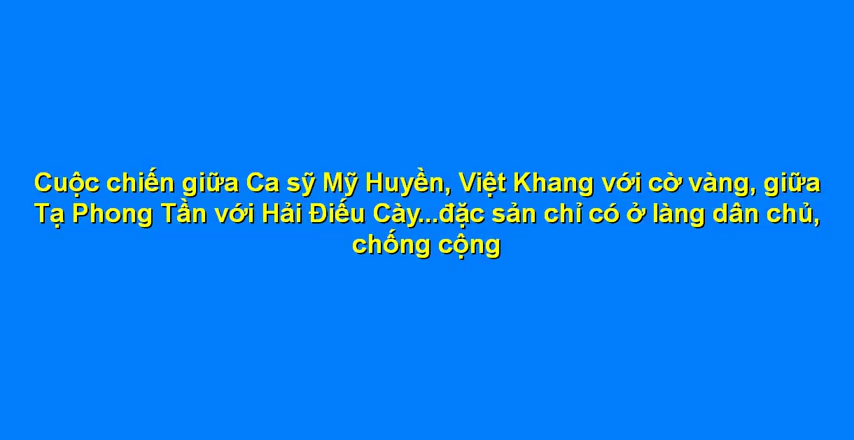 Cuộc chiến giữa Ca sỹ Mỹ Huyền, Việt Khang với cờ vàng, giữa
Tạ Phong Tần với Hải Điếu Cày...đặc sản chỉ có ở làng dân chủ,
chống cộng